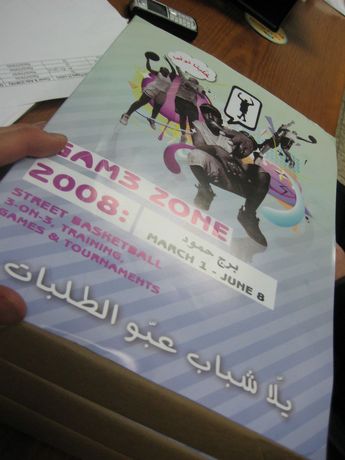 GAM3 ZONE
2008:
برج حمود
MARCH 1 - JUNE 8
STREET BASKETBALL
3-ON-3, TRAINING,
GAMES & TOURNAMENTS
يلّا شباب عبّو الطلبات